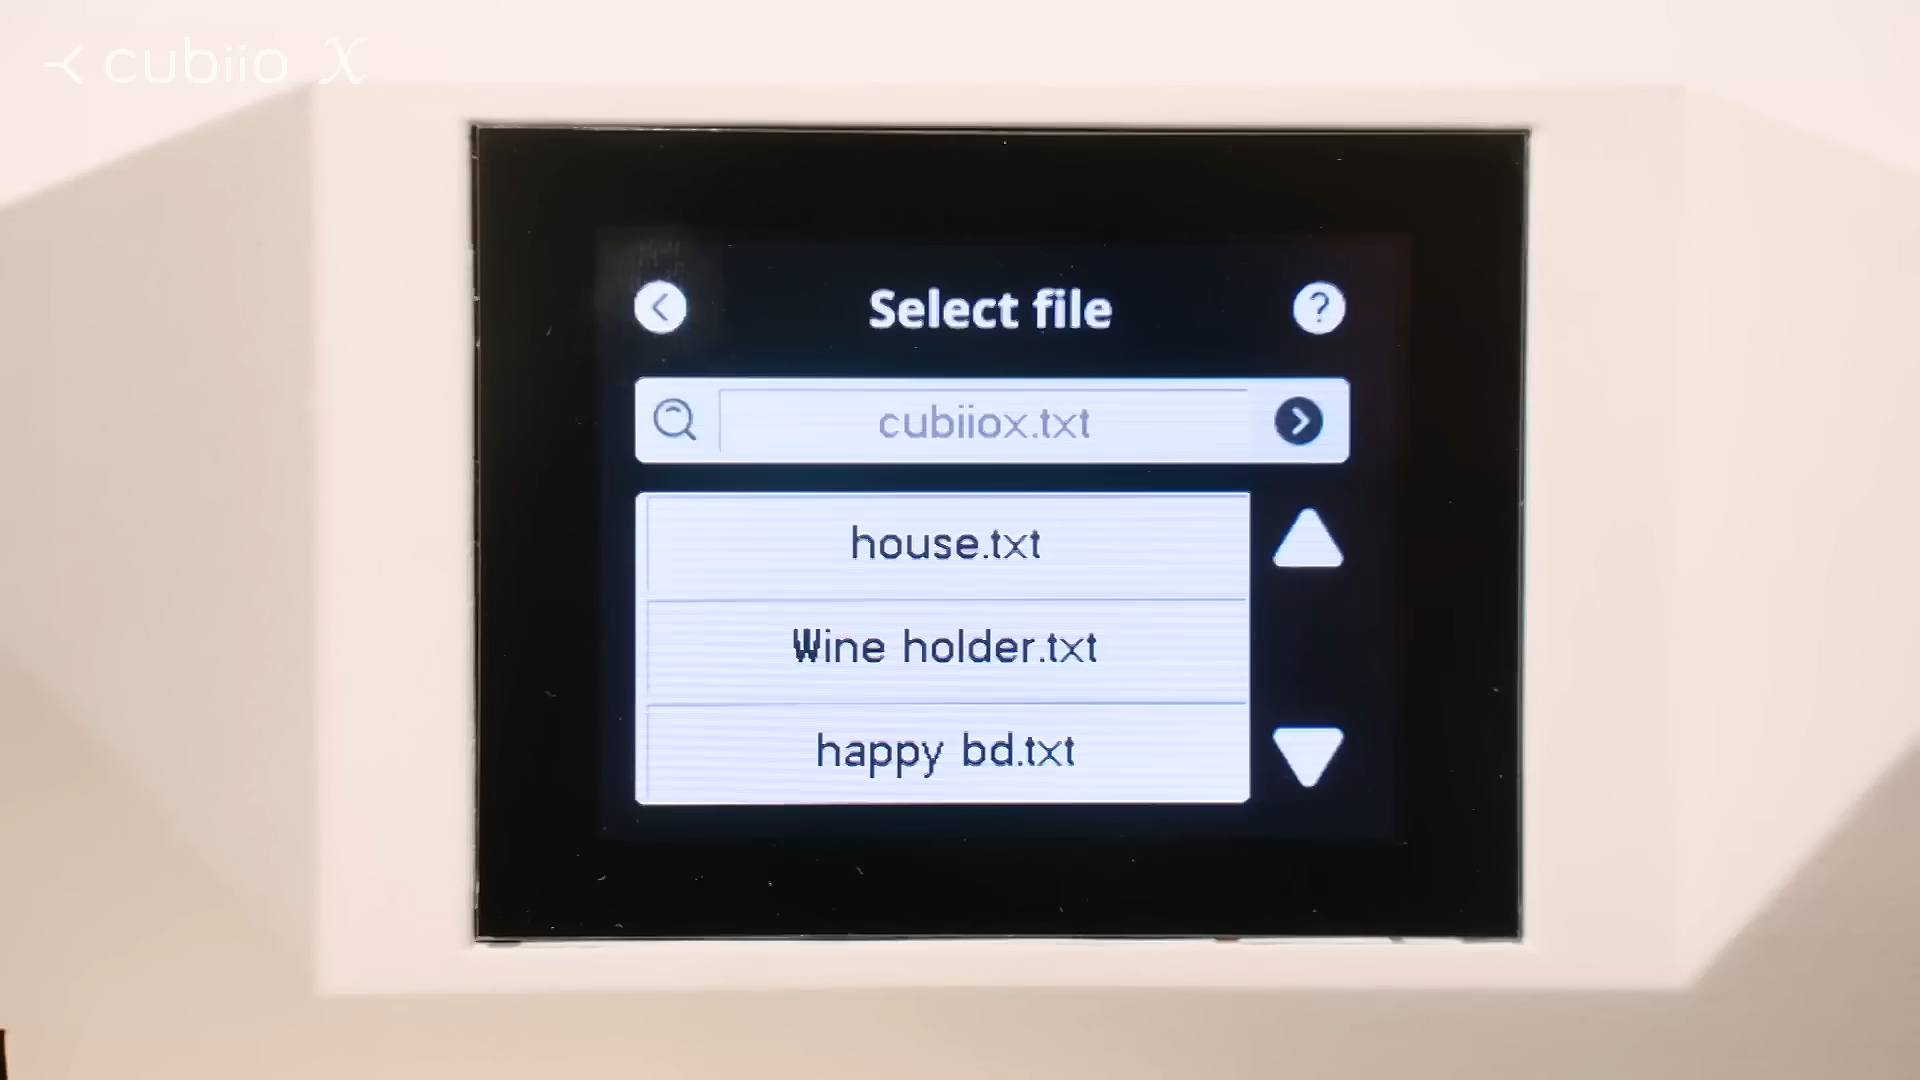 cubiio X
Select file
?
cubiiox.txt
house.txt
Wine holder.txt
happy bd.txt